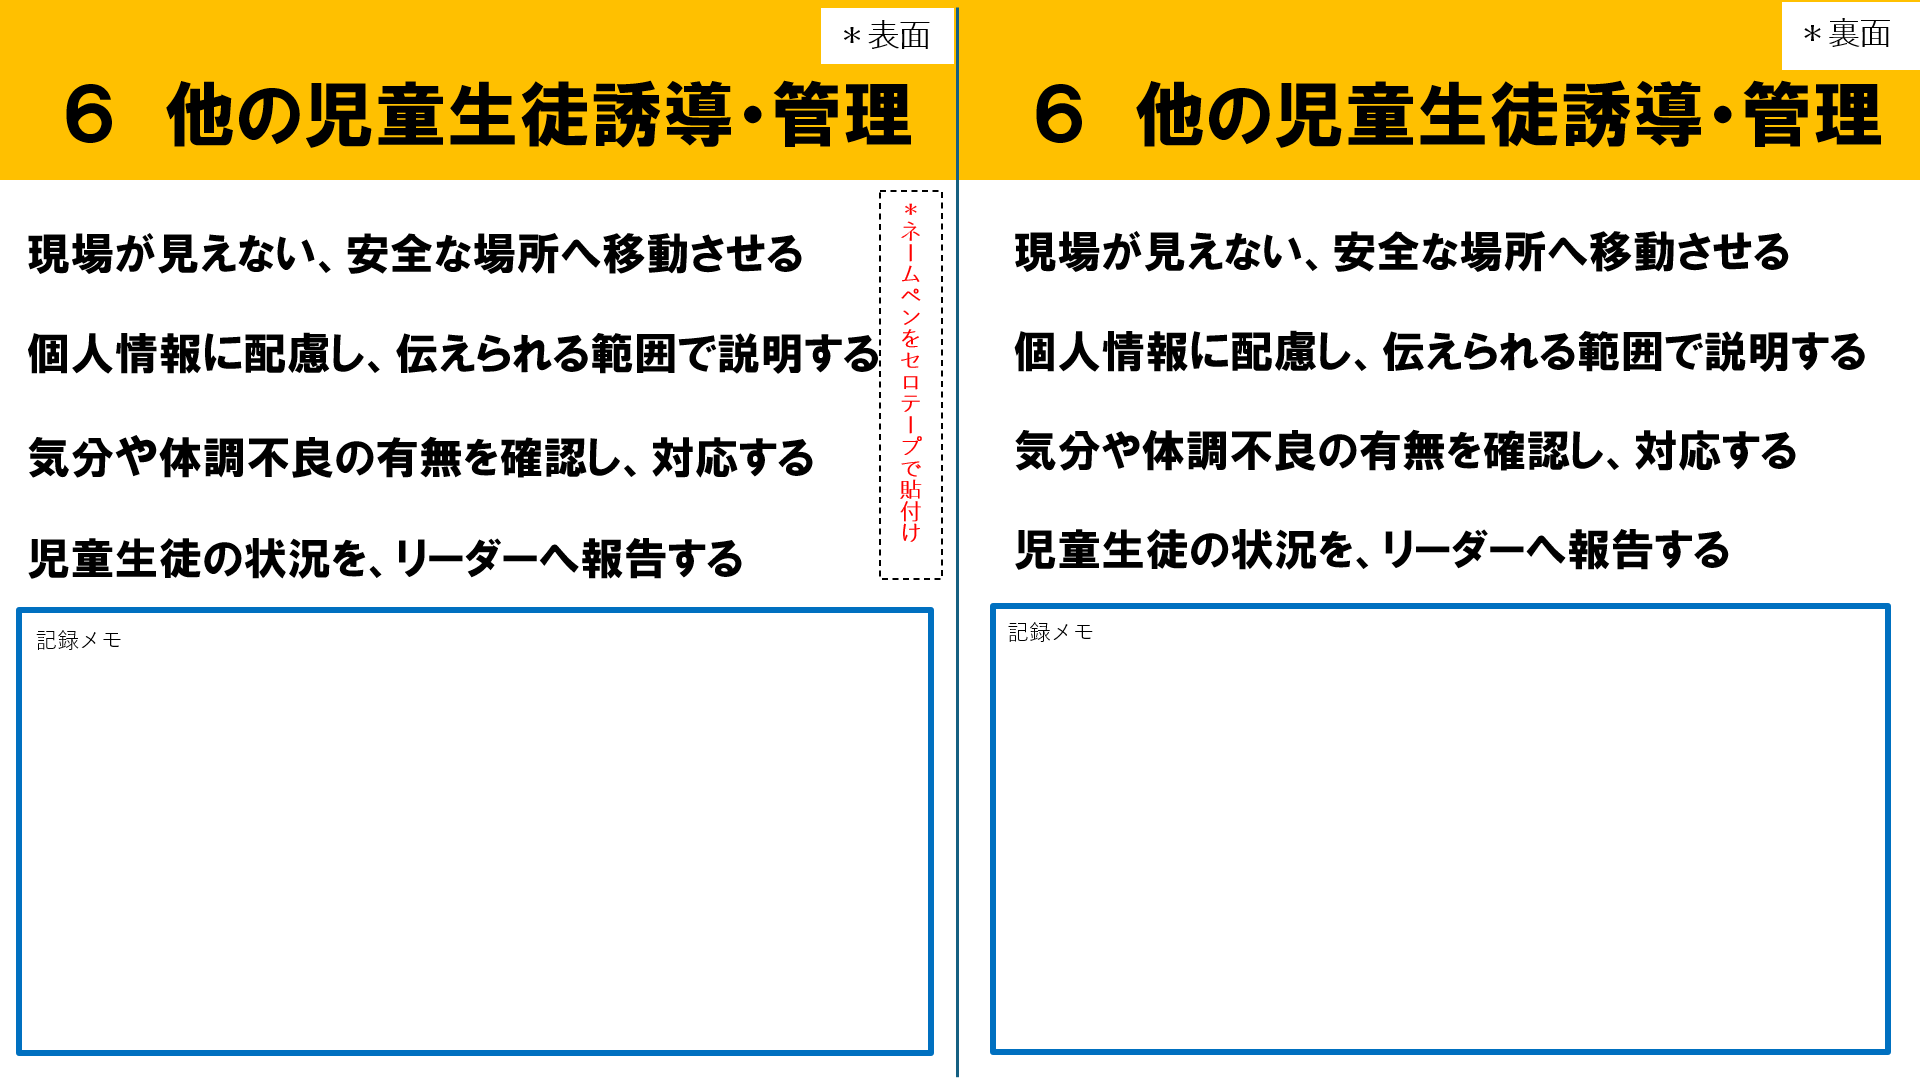 ＊表面
６　他の児童生徒誘導・管理
現場が見えない、安全な場所へ移動させる
個人情報に配慮し、伝えられる範囲で説明する
気分や体調不良の有無を確認し、対応する
児童生徒の状況を、リーダーへ報告する
＊ネームペンをセロテープで貼付け
記録メモ
＊裏面
６　他の児童生徒誘導・管理
現場が見えない、安全な場所へ移動させる
個人情報に配慮し、伝えられる範囲で説明する
気分や体調不良の有無を確認し、対応する
児童生徒の状況を、リーダーへ報告する
記録メモ